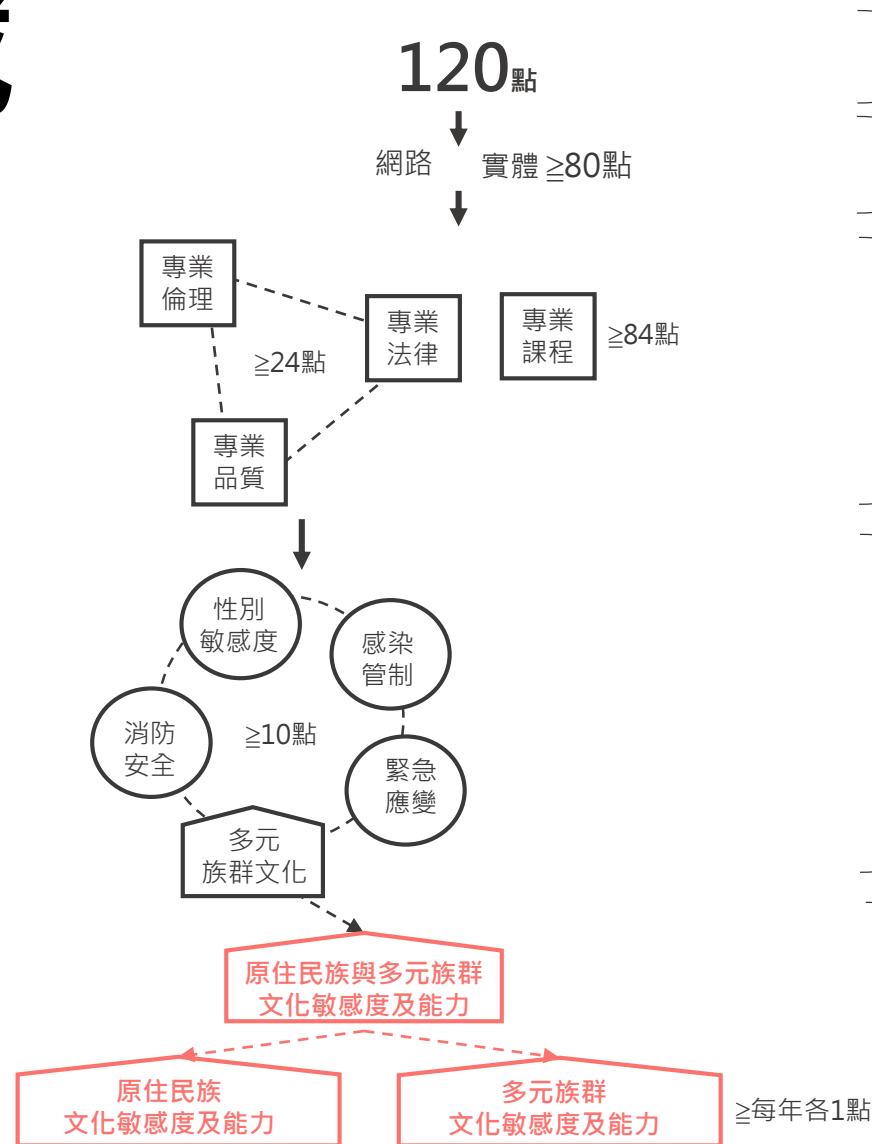 120點
網路 實體 ≧80點
專業
倫理
專業
法律
專業
課程
≧84點
≧24點
專業
品質
性別
敏感度
感染
管制
消防
安全
≧10點
緊急
應變
多元
族群文化
原住民族與多元族群
文化敏感度及能力
原住民族
文化敏感度及能力
多元族群
文化敏感度及能力
≧每年各1點